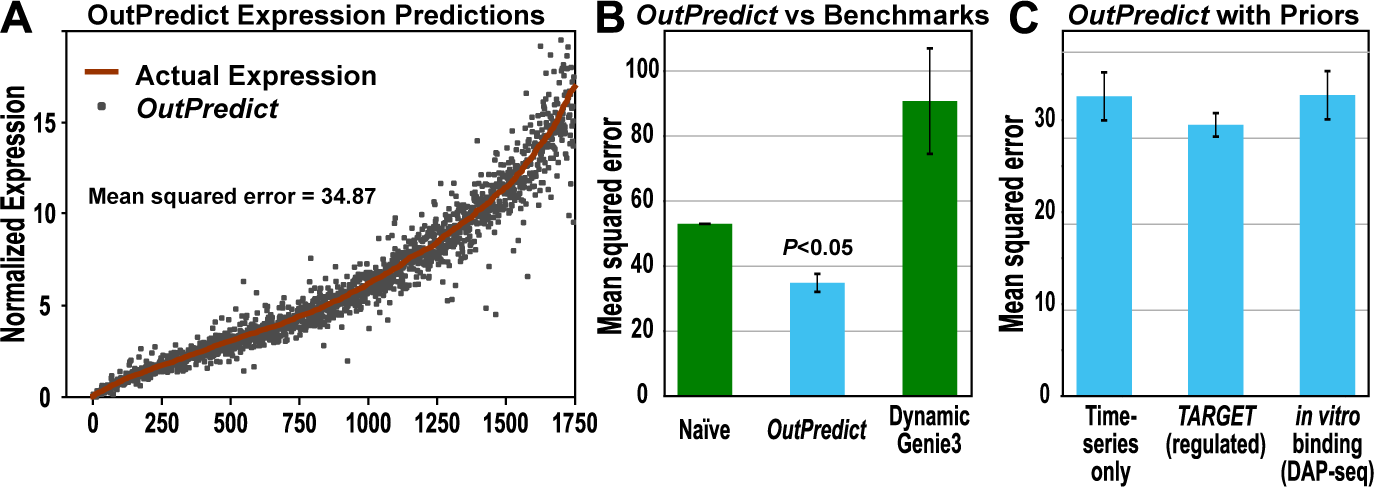 A
OutPredict Expression Predictions
Normalized Expression
15
10
5
0
Actual Expression
OutPredict
Mean squared error = 34.87
0 250 500 750 1000 1250 1500 1750
B
OutPredict vs Benchmarks
Mean squared error
100
80
60
40
20
0
P<0.05
Naïve
OutPredict
Dynamic
Genie3
C
OutPredict with Priors
Mean squared error
30
20
10
0
Time-
series
only
TARGET
(regulated)
in vitro
binding
(DAP-seq)